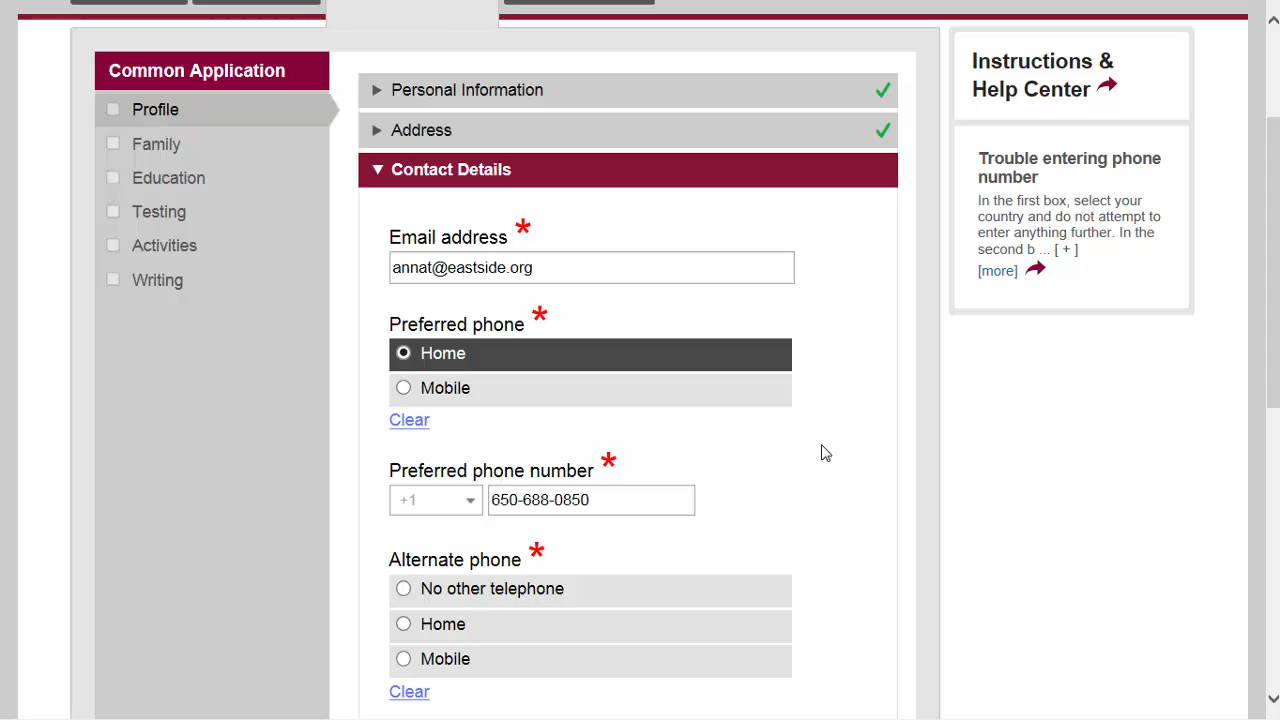 Common Application
Profile
Family
Education
Testing
Activities
Writing
Personal Information
Address
Contact Details
Email address *
annat@eastside.org
Preferred phone *
Home
Mobile
Clear
Preferred phone number *
+1 650-688-0850
Alternate phone *
No other telephone
Home
Mobile
Clear
Instructions &
Help Center
Trouble entering phone
number
In the first box, select your
country and do not attempt to
enter anything further. In the
second b ... [ + ]
[more]